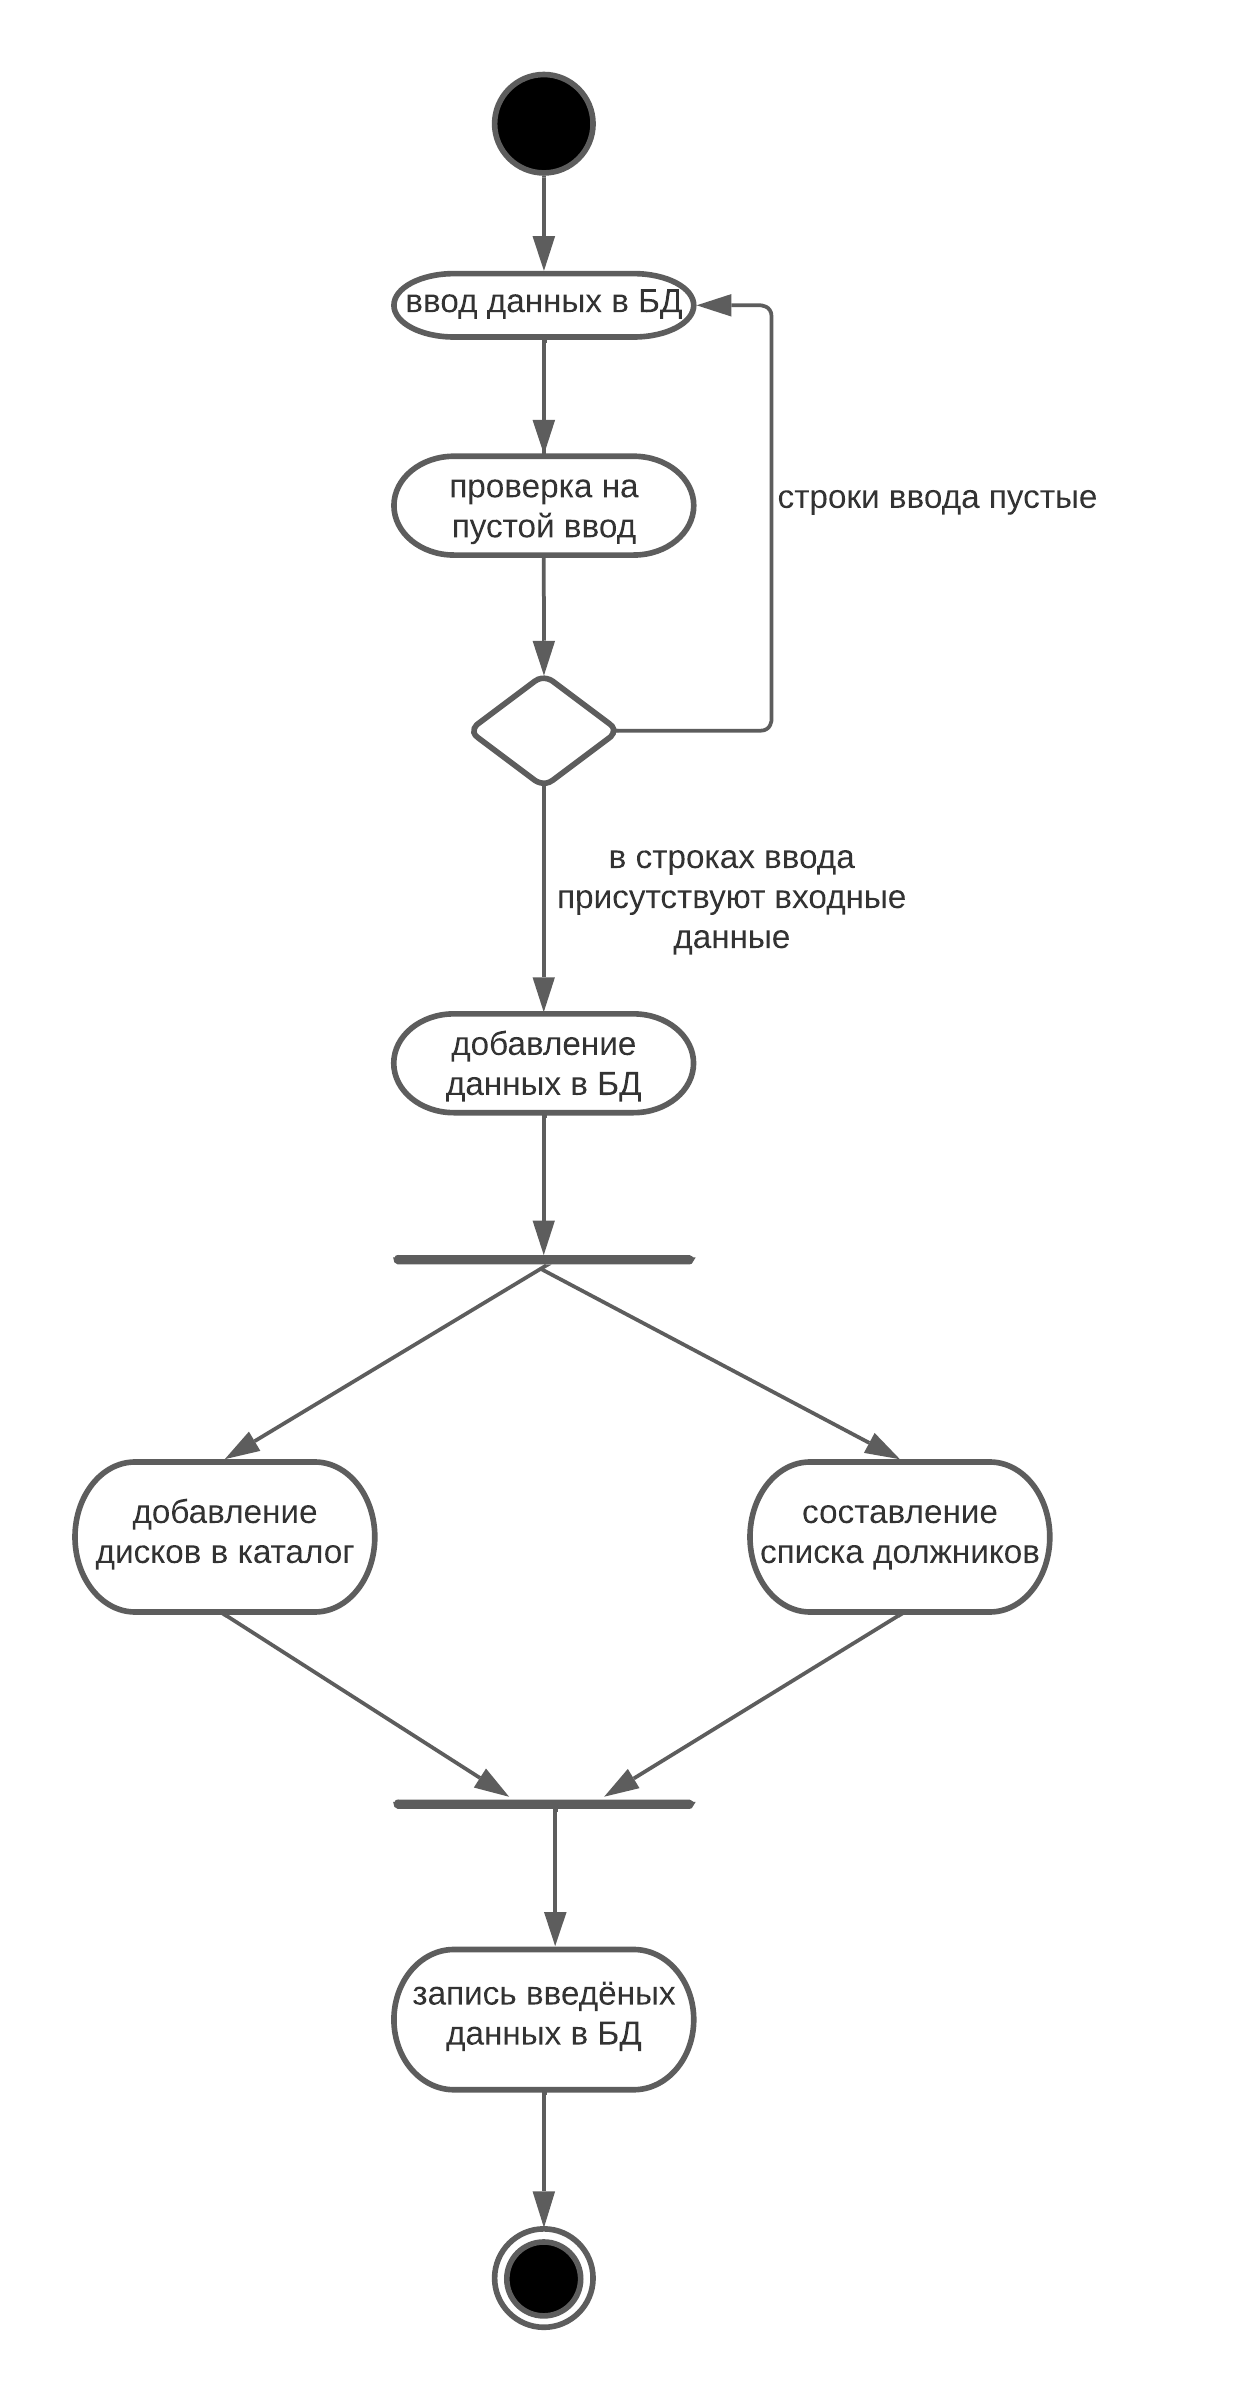 ввод данных в БД
проверка на
пустой ввод
строки ввода пустые
в строках ввода
присутствуют входные
данные
добавление
данных в БД
добавление
дисков в каталог
составление
списка должников
запись введёных
данных в БД